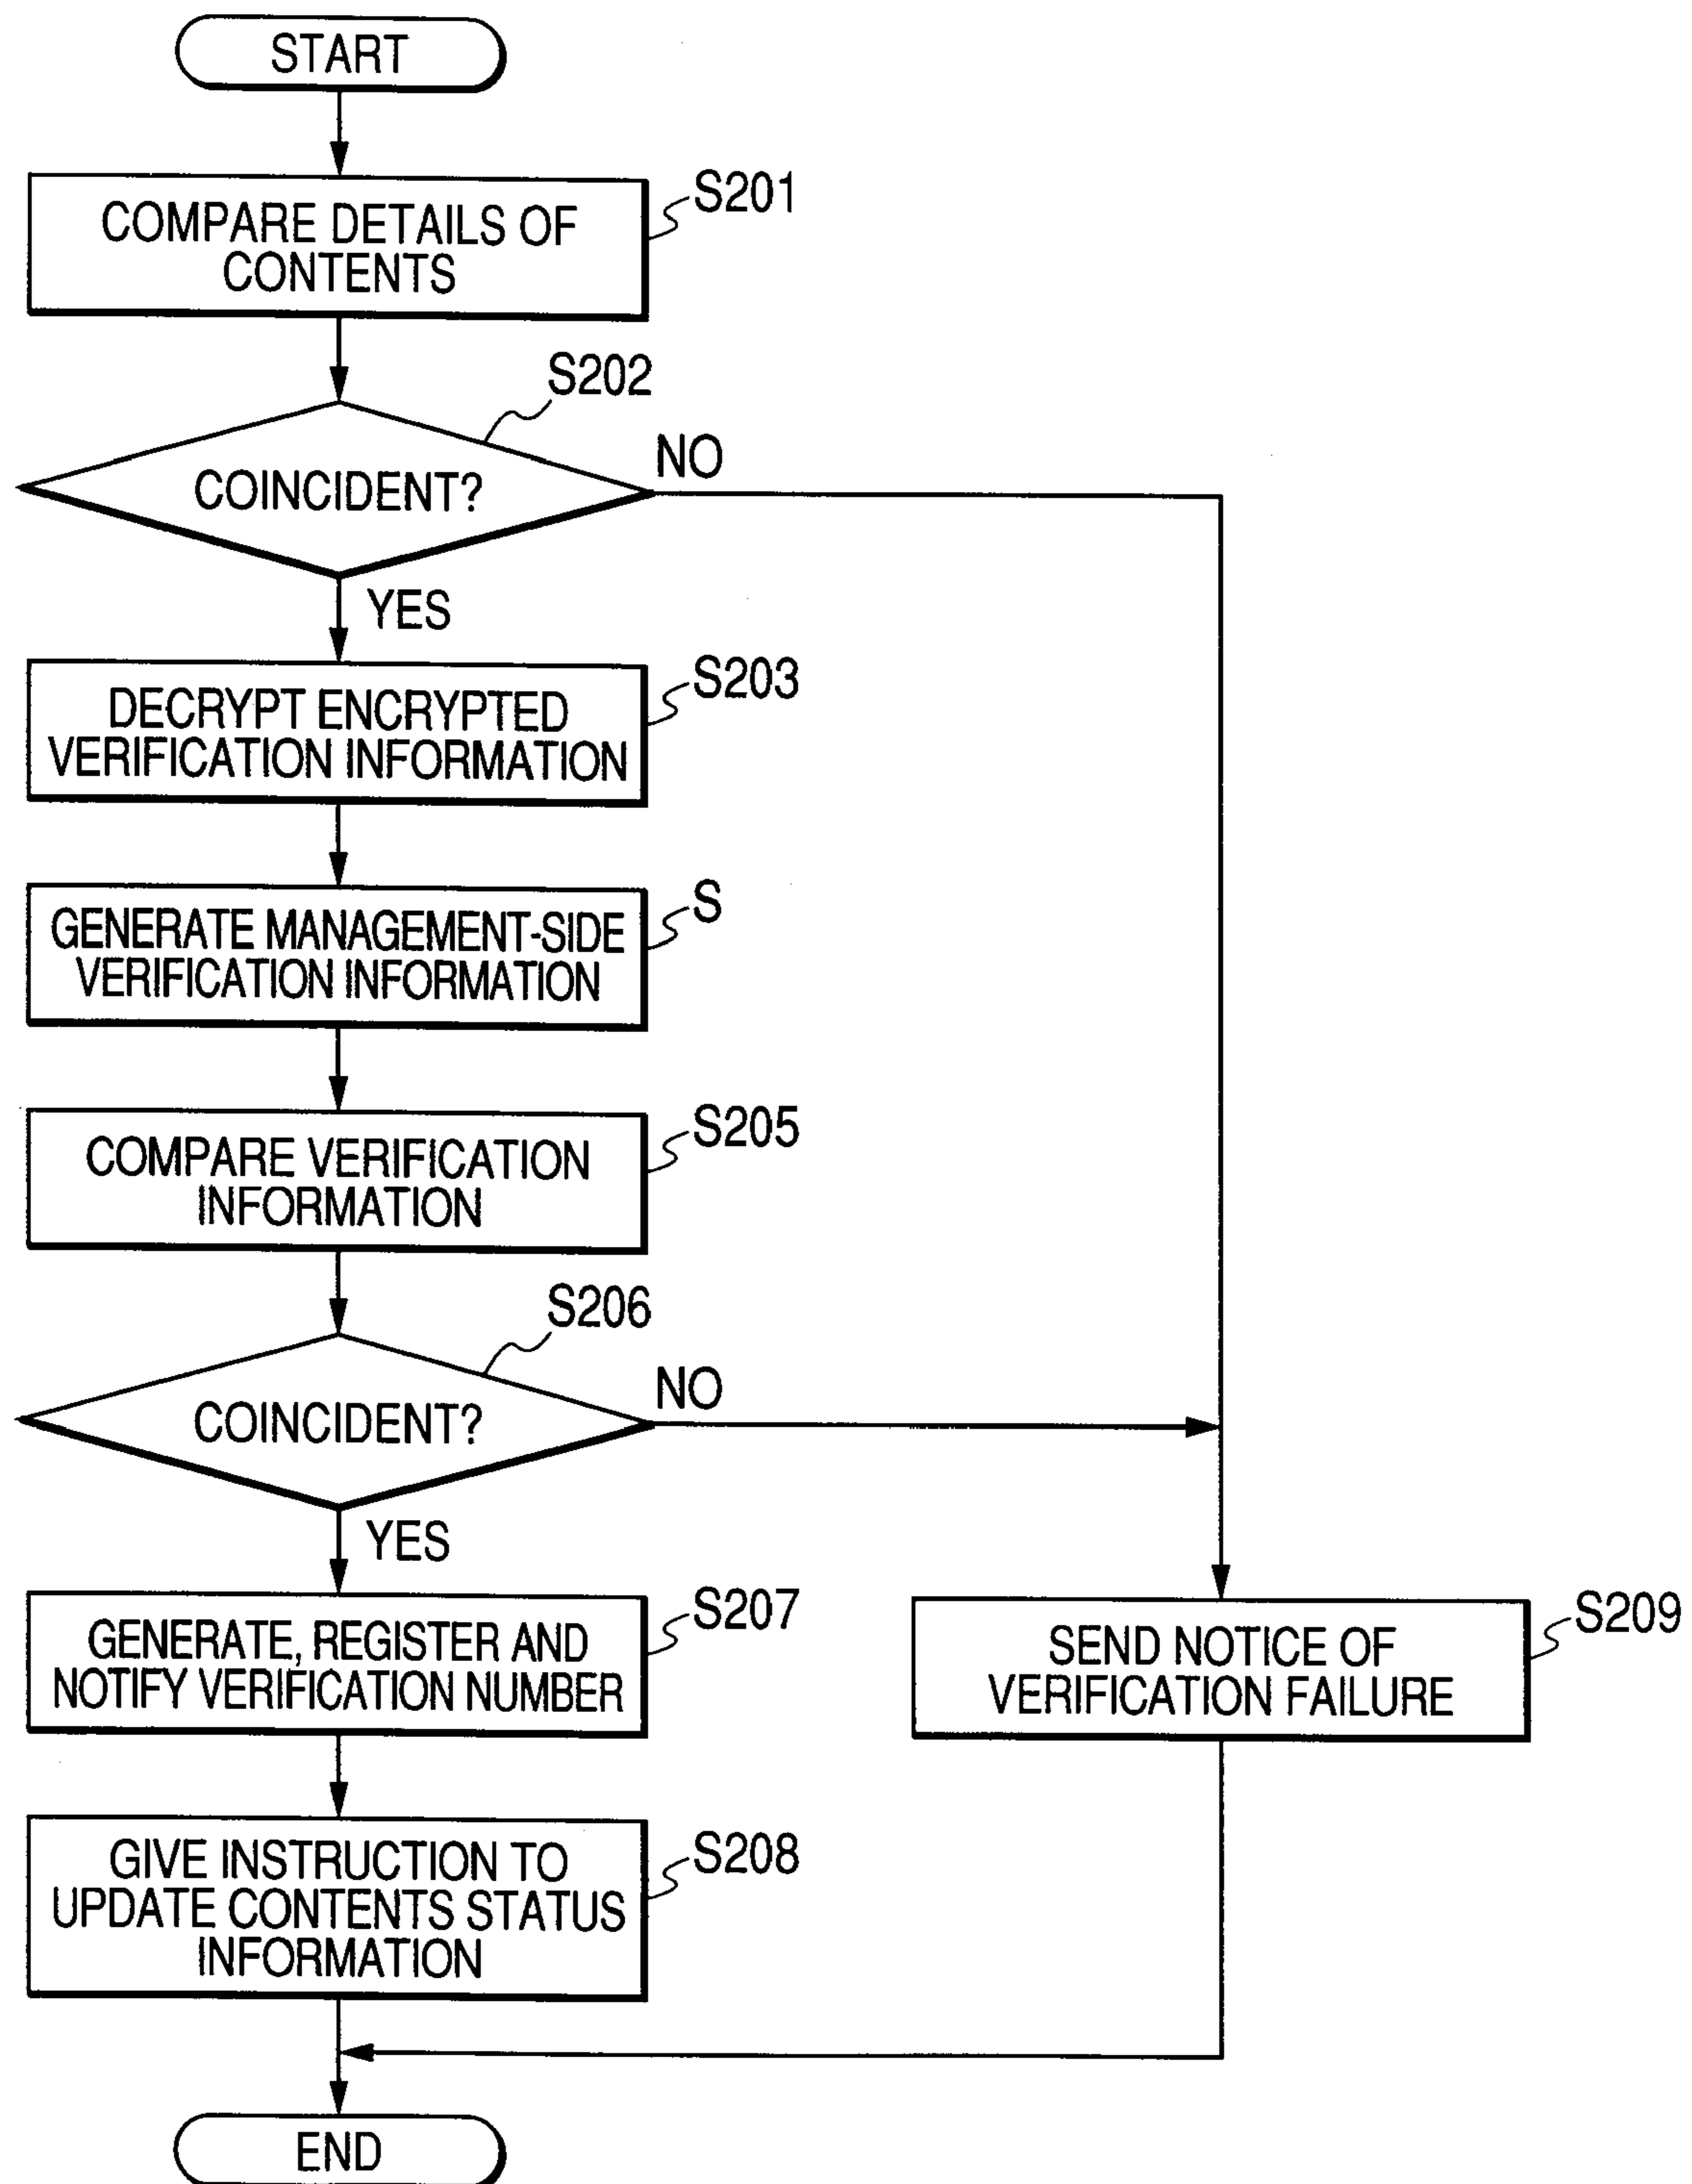 START
COMPARE DETAILS OF
CONTENTS
S201
S202
COINCIDENT?
NO
YES
DECRYPT ENCRYPTED
VERIFICATION INFORMATION
S203
GENERATE MANAGEMENT-SIDE
VERIFICATION INFORMATION
S
COMPARE VERIFICATION
INFORMATION
S205
S206
COINCIDENT?
NO
YES
GENERATE, REGISTER AND
NOTIFY VERIFICATION NUMBER
S207
SEND NOTICE OF
VERIFICATION FAILURE
S209
GIVE INSTRUCTION TO
UPDATE CONTENTS STATUS
INFORMATION
S208
END